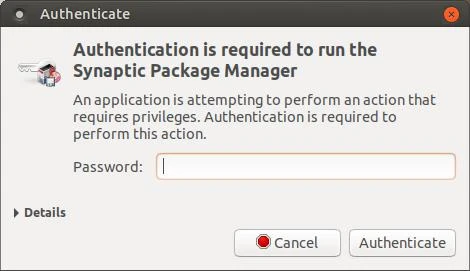 Authenticate
Authentication is required to run the
Synaptic Package Manager
An application is attempting to perform an action that
requires privileges. Authentication is required to
perform this action.
Password:
Details
Cancel
Authenticate